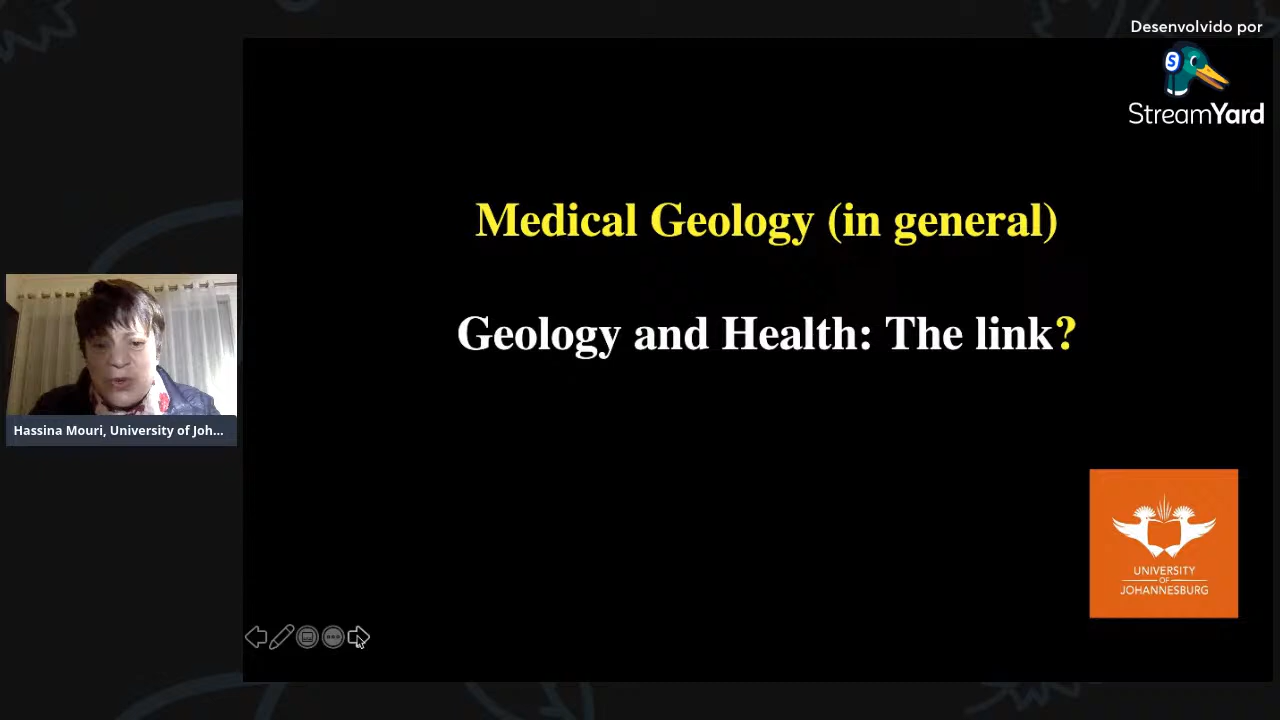 Desenvolvido por
StreamYard
Medical Geology (in general)
Geology and Health: The link?
Hassina Mouri, University of Joh...
UNIVERSITY
OF
JOHANNESBURG